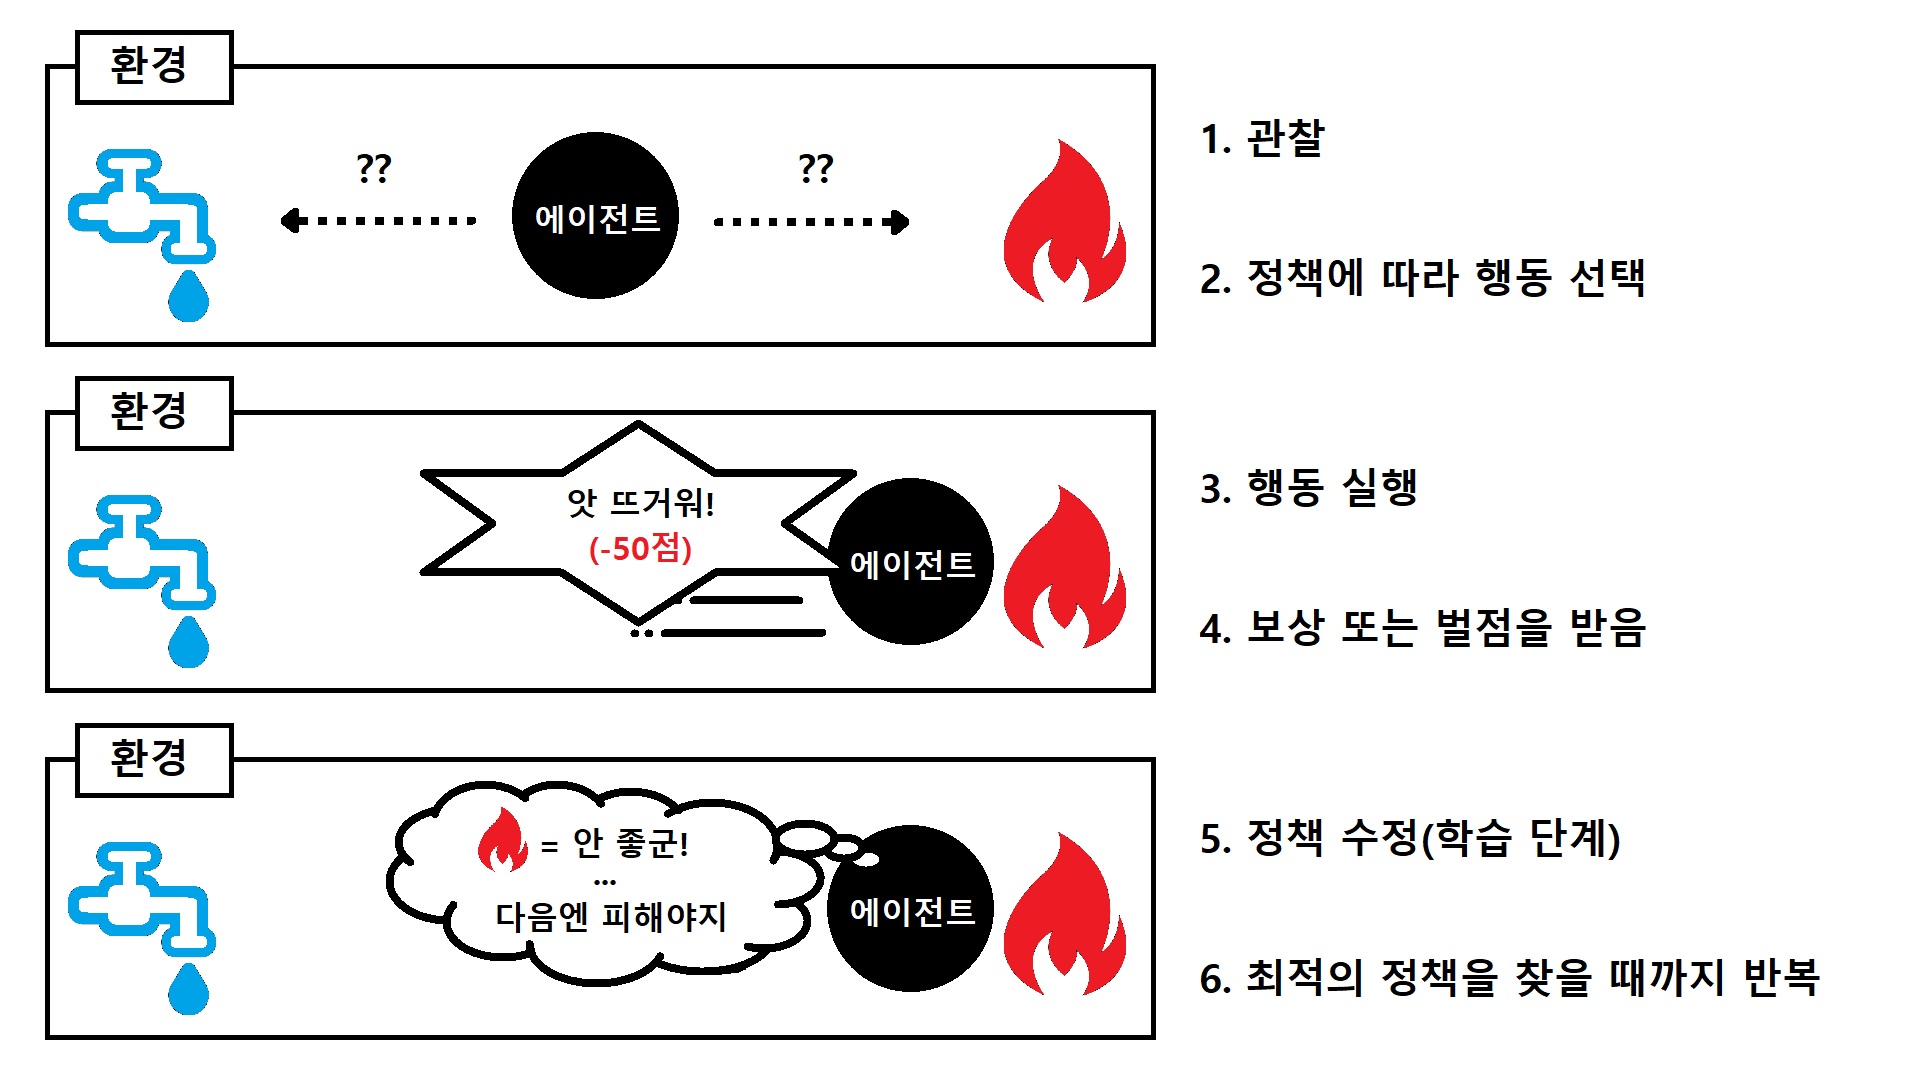 환경
??
??
에이전트
1. 관찰
2. 정책에 따라 행동 선택
환경
앗 뜨거워!
(-50점)
에이전트
3. 행동 실행
4. 보상 또는 벌점을 받음
환경
= 안 좋군!
...
다음엔 피해야지
에이전트
5. 정책 수정(학습 단계)
6. 최적의 정책을 찾을 때까지 반복